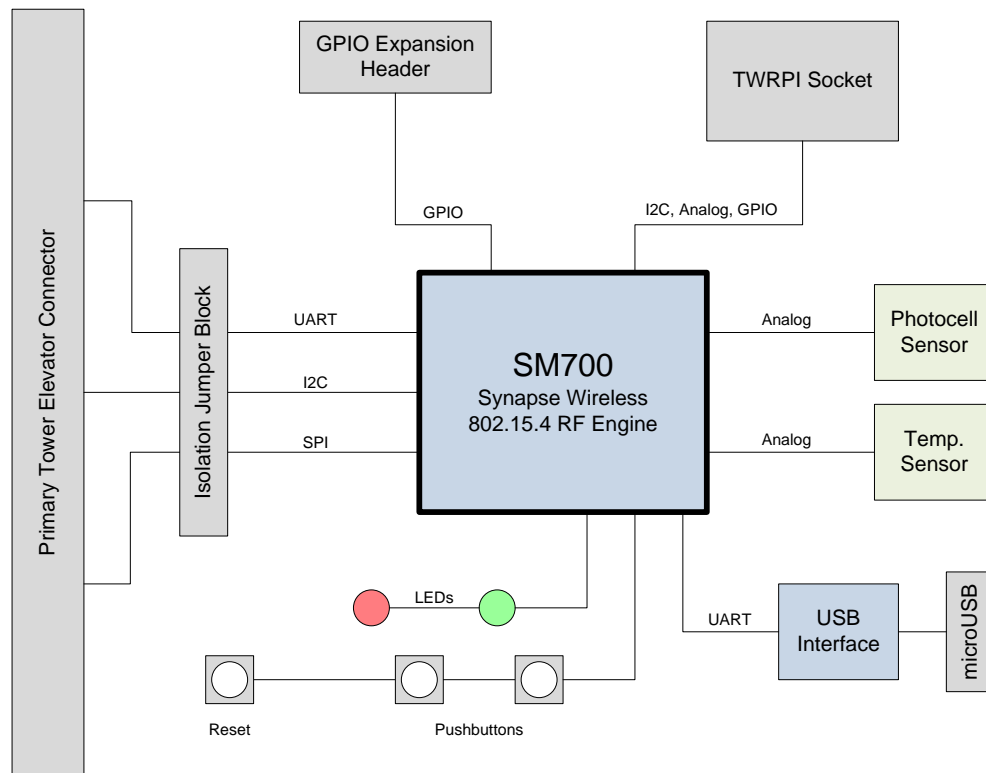 GPIO Expansion
Header
TWRPI Socket
GPIO
I2C, Analog, GPIO
Primary Tower Elevator Connector
Isolation Jumper Block
UART
I2C
SPI
SM700
Synapse Wireless
802.15.4 RF Engine
Analog
Photocell
Sensor
Analog
Temp.
Sensor
LEDs
UART
USB
Interface
microUSB
Reset
Pushbuttons